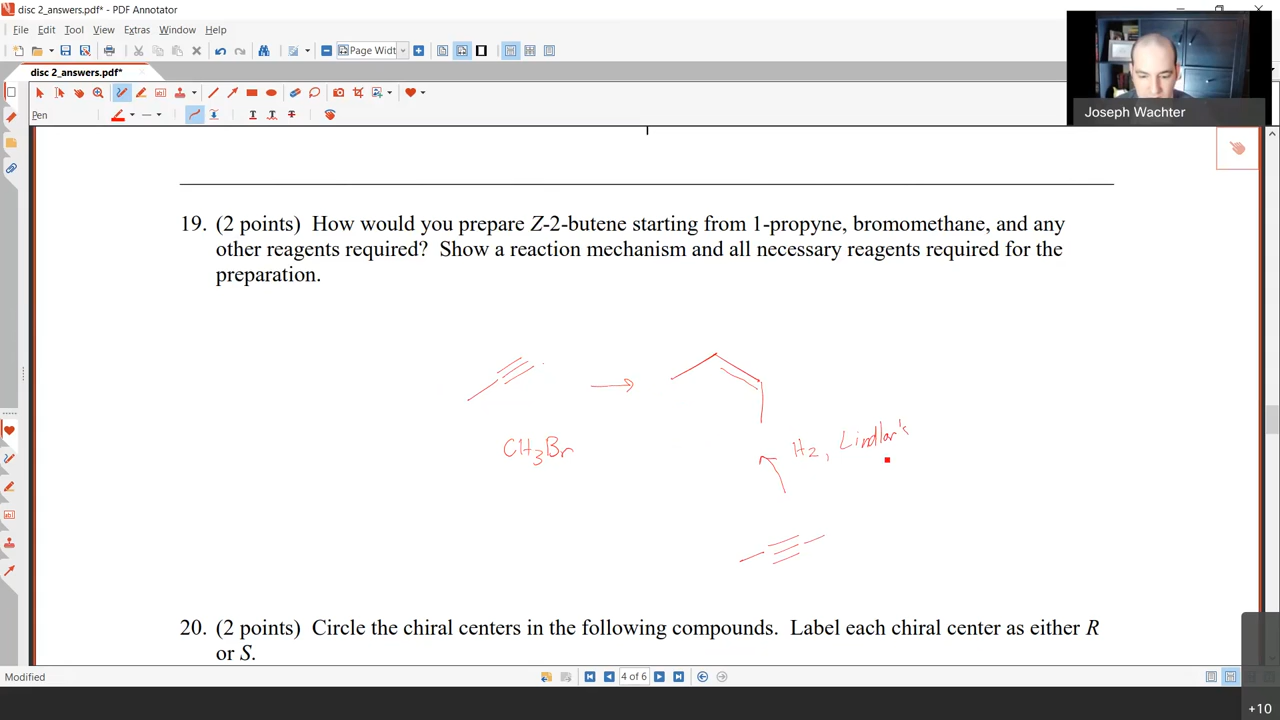 disc 2_answers.pdf* - PDF Annotator
File Edit Tool View Extras Window Help
Page Widt
disc 2_answers.pdf*
Pen
Joseph Wachter
19. (2 points) How would you prepare Z-2-butene starting from 1-propyne, bromomethane, and any
other reagents required? Show a reaction mechanism and all necessary reagents required for the
preparation.
CH3Br
H2, Lindlar's
20. (2 points) Circle the chiral centers in the following compounds. Label each chiral center as either R
or S.
Modified
4 of 6
+10